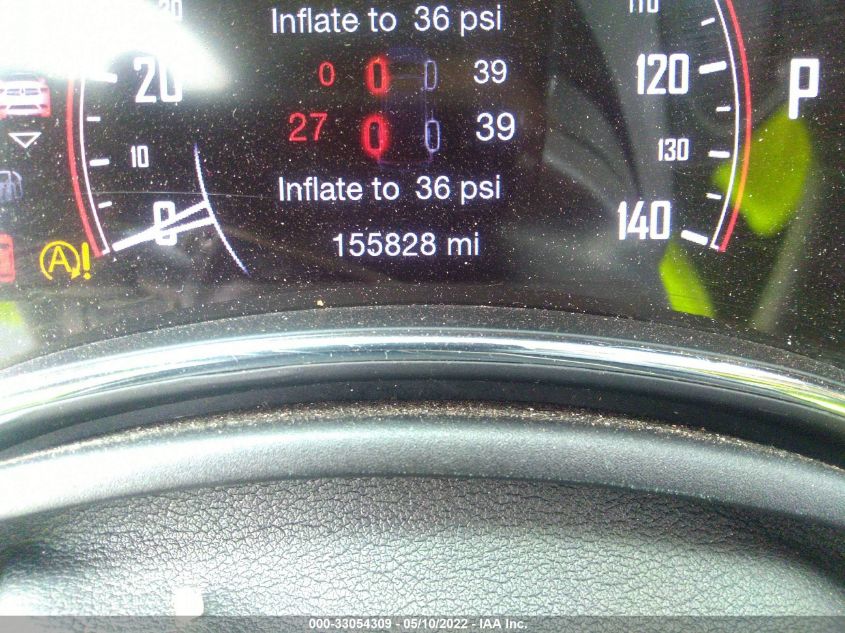 Inflate to 36 psi
110
0 39
20 120 P
27 39
10 130
Inflate to 36 psi
0 140
155828 mi
A!
000-33054309 - 05/10/2022 - IAA Inc.